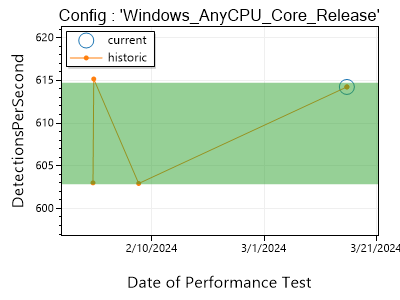 Config : 'Windows_AnyCPU_Core_Release'
current
historic
620
615
610
605
600
DetectionsPerSecond
2/10/2024
3/1/2024
3/21/2024
Date of Performance Test